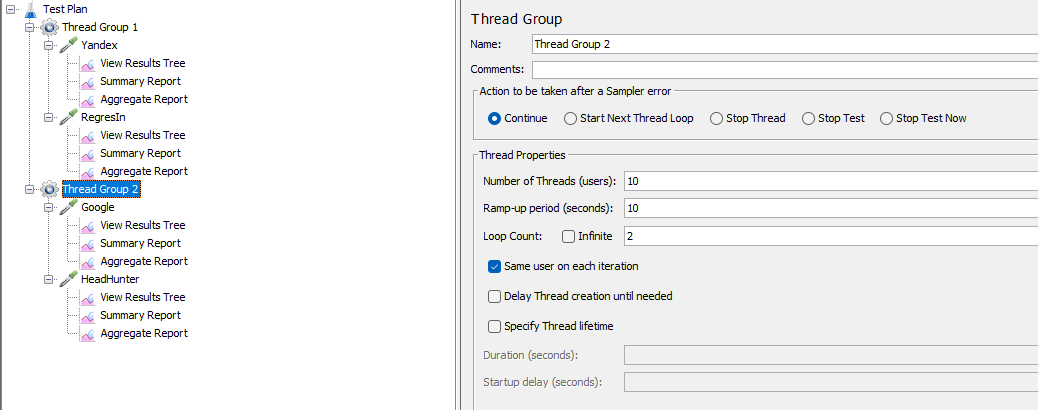 Test Plan
Thread Group 1
Yandex
View Results Tree
Summary Report
Aggregate Report
RegresIn
View Results Tree
Summary Report
Aggregate Report
Thread Group 2
Google
View Results Tree
Summary Report
Aggregate Report
HeadHunter
View Results Tree
Summary Report
Aggregate Report
Thread Group
Name: Thread Group 2
Comments:
Action to be taken after a Sampler error
Continue Start Next Thread Loop Stop Thread Stop Test Stop Test Now
Thread Properties
Number of Threads (users): 10
Ramp-up period (seconds): 10
Loop Count: Infinite 2
Same user on each iteration
Delay Thread creation until needed
Specify Thread lifetime
Duration (seconds):
Startup delay (seconds):